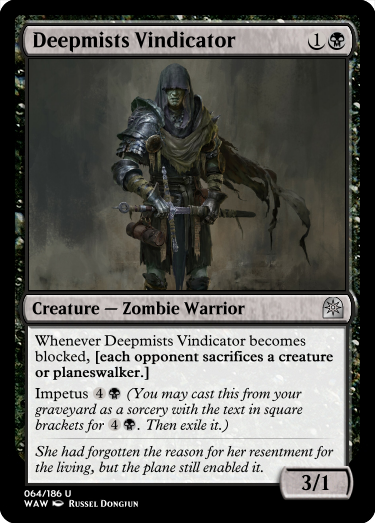 Deepmists Vindicator 1
Creature — Zombie Warrior
Whenever Deepmists Vindicator becomes
blocked, [each opponent sacrifices a creature
or planeswalker.]
Impetus 4 (You may cast this from your
graveyard as a sorcery with the text in square
brackets for 4 . Then exile it.)
She had forgotten the reason for her resentment for
the living, but the plane still enabled it.
3/1
064/186 U
WAW Russel Dongjun